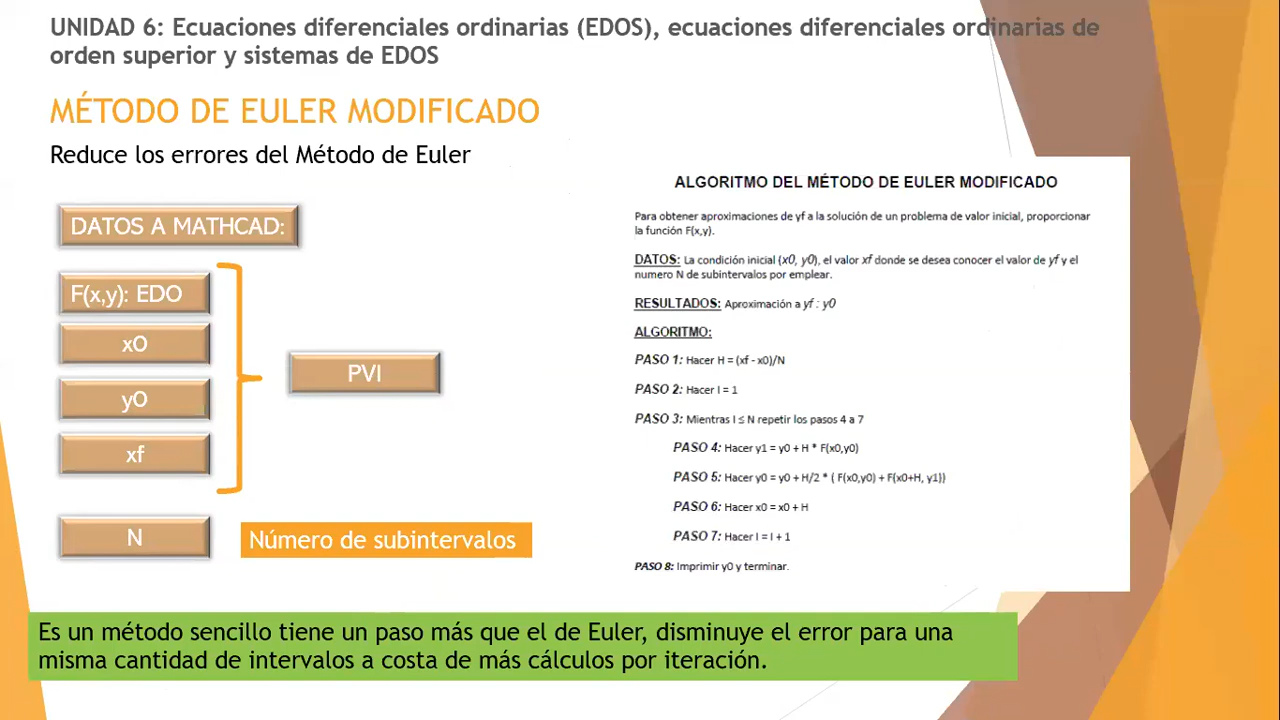 UNIDAD 6: Ecuaciones diferenciales ordinarias (EDOS), ecuaciones diferenciales ordinarias de
orden superior y sistemas de EDOS
MÉTODO DE EULER MODIFICADO
Reduce los errores del Método de Euler
DATOS A MATHCAD:
F(x,y): EDO
x0
y0
xf
PVI
N
Número de subintervalos
ALGORITMO DEL MÉTODO DE EULER MODIFICADO
Para obtener aproximaciones de yf a la solución de un problema de valor inicial, proporcionar
la función F(x,y).
DATOS: La condición inicial (x0, y0), el valor xf donde se desea conocer el valor de yf y el
numero N de subintervalos por emplear.
RESULTADOS: Aproximación a yf : y0
ALGORITMO:
PASO 1: Hacer H = (xf - x0)/N
PASO 2: Hacer I = 1
PASO 3: Mientras I ≤ N repetir los pasos 4 a 7
PASO 4: Hacer y1 = y0 + H * F(x0,y0)
PASO 5: Hacer y0 = y0 + H/2 * ( F(x0,y0) + F(x0+H, y1))
PASO 6: Hacer x0 = x0 + H
PASO 7: Hacer I = I + 1
PASO 8: Imprimir y0 y terminar.
Es un método sencillo tiene un paso más que el de Euler, disminuye el error para una
misma cantidad de intervalos a costa de más cálculos por iteración.